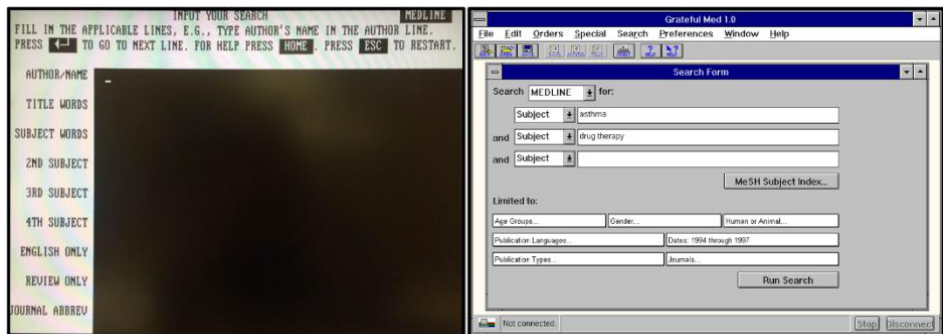 INPUT YOUR SEARCH MEDLINE
FILL IN THE APPLICABLE LINES, E.G., TYPE AUTHOR'S NAME IN THE AUTHOR LINE.
PRESS TO GO TO NEXT LINE. FOR HELP PRESS HOME. PRESS ESC TO RESTART.
AUTHOR/NAME
TITLE WORDS
SUBJECT WORDS
2ND SUBJECT
3RD SUBJECT
4TH SUBJECT
ENGLISH ONLY
REVIEW ONLY
JOURNAL ABBREV
Grateful Med 1.0
File Edit Orders Special Search Preferences Window Help
Search Form
Search MEDLINE for:
Subject asthma
and Subject drug therapy
and Subject
MeSH Subject Index...
Limited to:
Age Groups... Gender... Human or Animal...
Publication Languages... Dates: 1994 through 1997
Publication Types... Journals...
Run Search
Not connected. Stop Disconnect